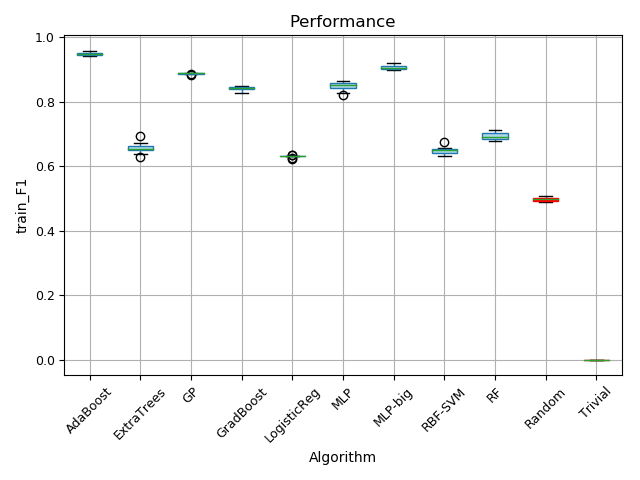 Performance
train_F1
1.0
0.8
0.6
0.4
0.2
0.0
AdaBoost
ExtraTrees
GP
GradBoost
LogisticReg
MLP
MLP-big
RBF-SVM
RF
Random
Trivial
Algorithm